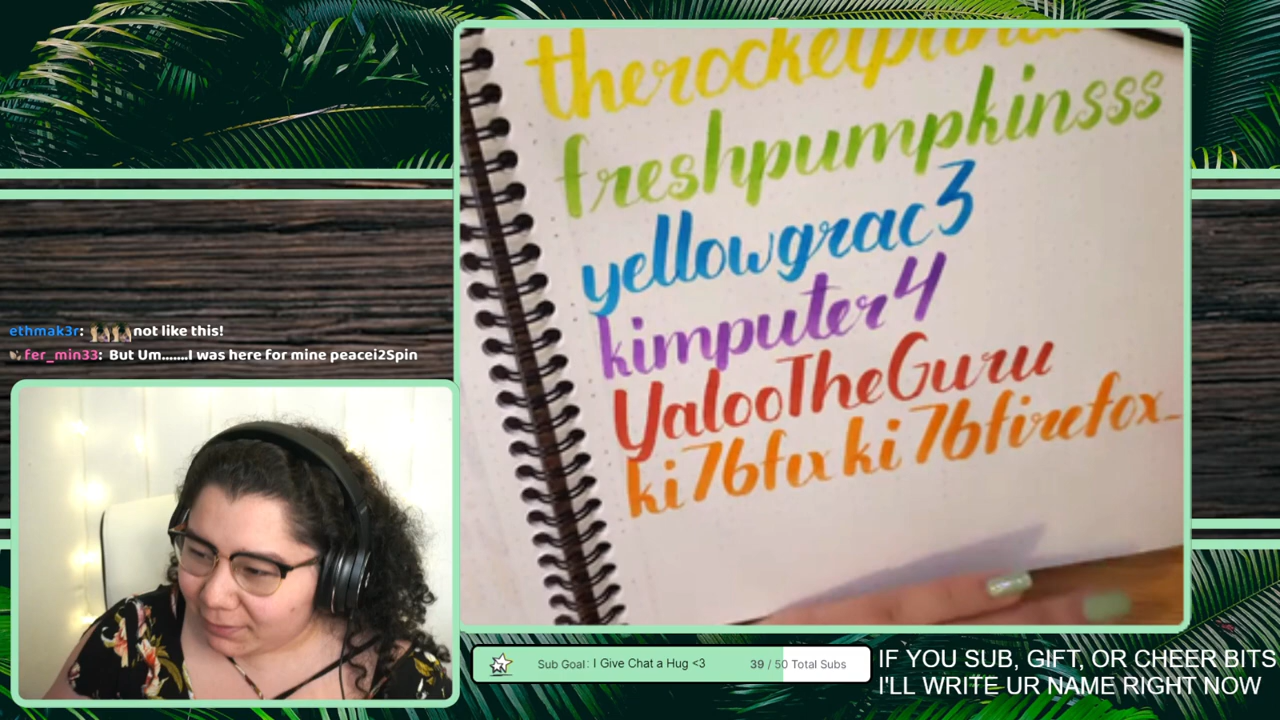 freshpumpkinsss
yellowgrac3
kimputer4
YalooTheGuru
ki76fix ki76firefox_
ethmak3r: not like this!
fer_min33: But Um.......I was here for mine peacei2Spin
Sub Goal: I Give Chat a Hug <3 39 / 50 Total Subs
IF YOU SUB, GIFT, OR CHEER BITS
I'LL WRITE UR NAME RIGHT NOW